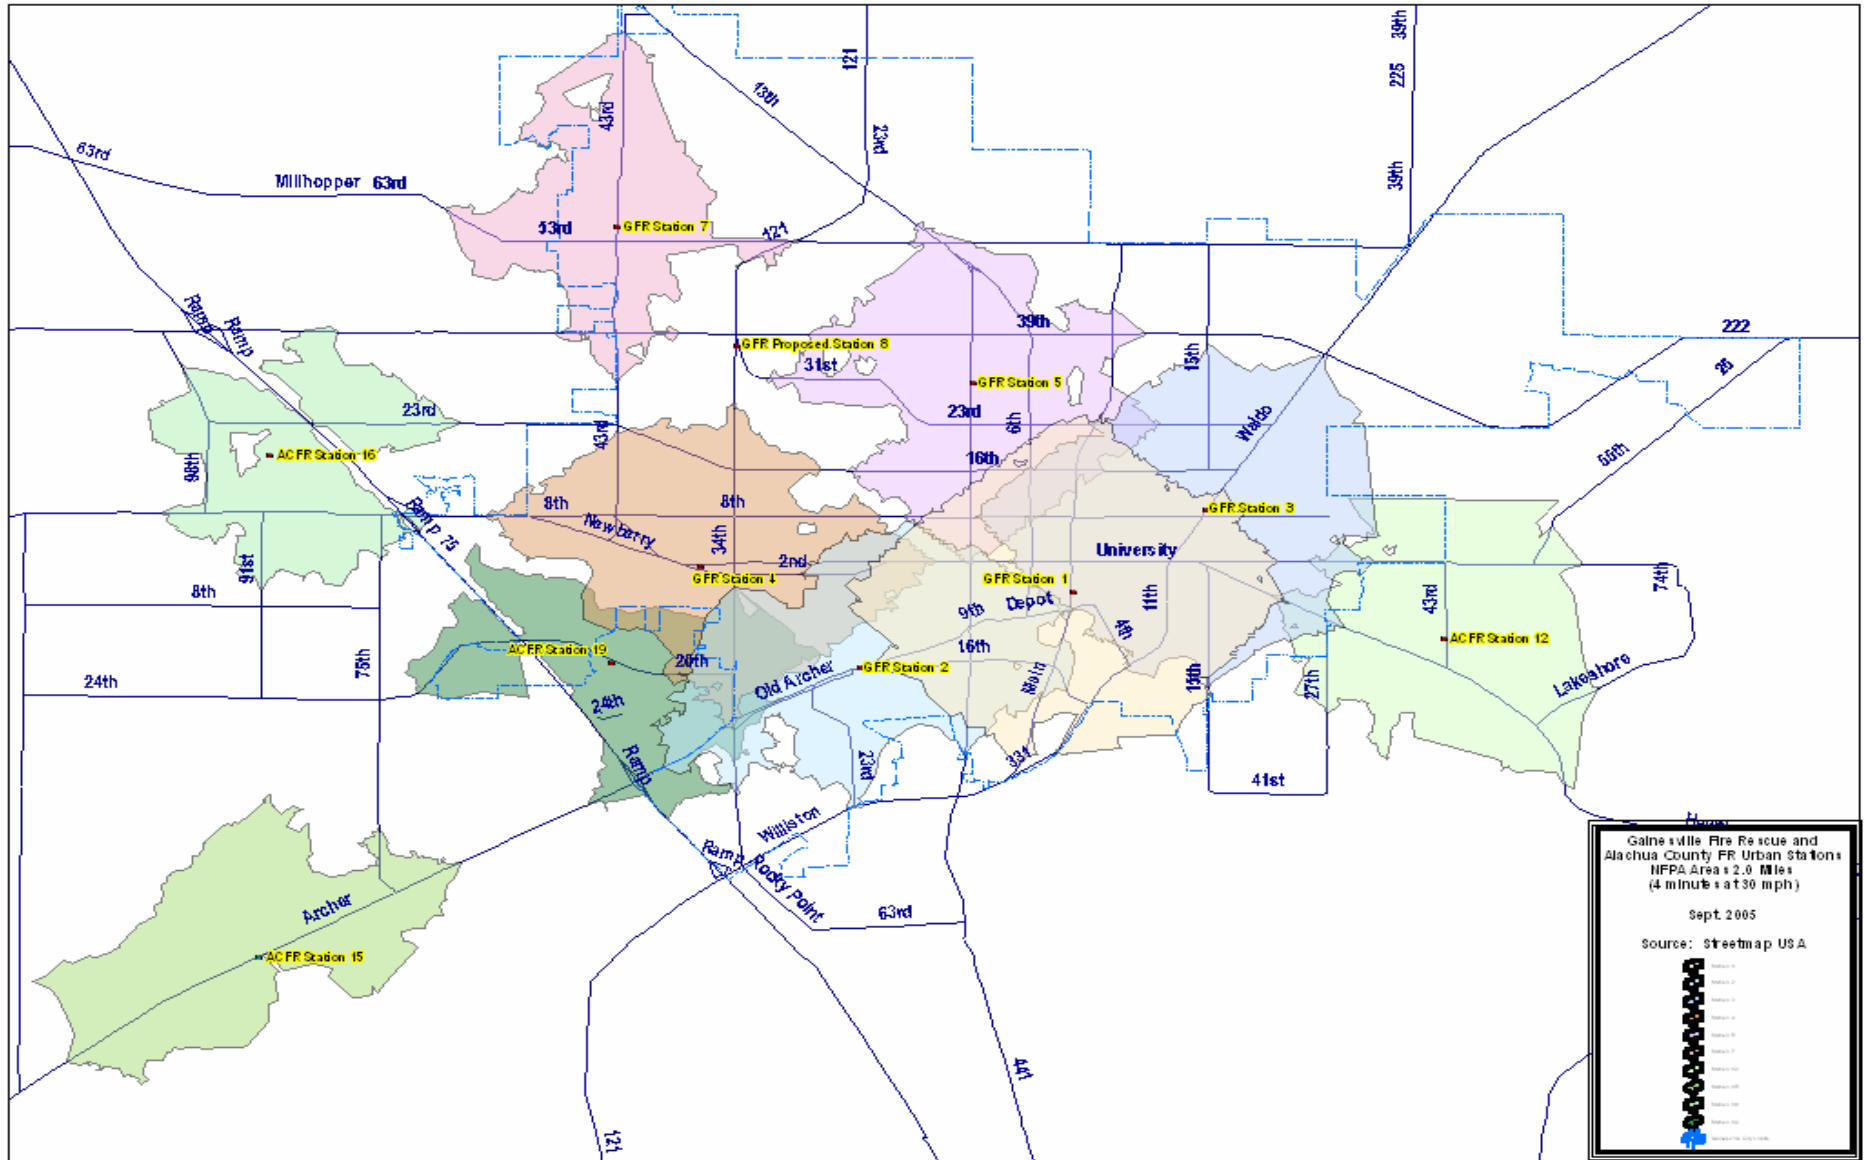 39th
225
39th
121
13th
23rd
43rd
63rd
Millhopper 63rd
53rd
GFR Station 7
121
Ramp
Ramp
39th
222
GFR Proposed Station 8
31st
15th
26
GFR Station 5
23rd
23rd
6th
Waldo
43rd
98th
ACFR Station 16
16th
55th
8th
8th
Newberry
34th
Ramp 75
GFR Station 3
University
2nd
91st
8th
GFR Station 4
GFR Station 1
9th
Depot
11th
4th
43rd
74th
75th
ACFR Station 19
20th
16th
Old Archer
GFR Station 2
Main
ACFR Station 12
24th
24th
15th
27th
Lakeshore
Ramp
23rd
331
41st
Williston
Ramp
Rocky Point
63rd
Archer
ACFR Station 15
441
121
Gainesville Fire Rescue and
Alachua County FR Urban Stations
NFPA Areas 2.0 Miles
(4 minutes at 30 mph)
Sept. 2005
Source: Streetmap USA